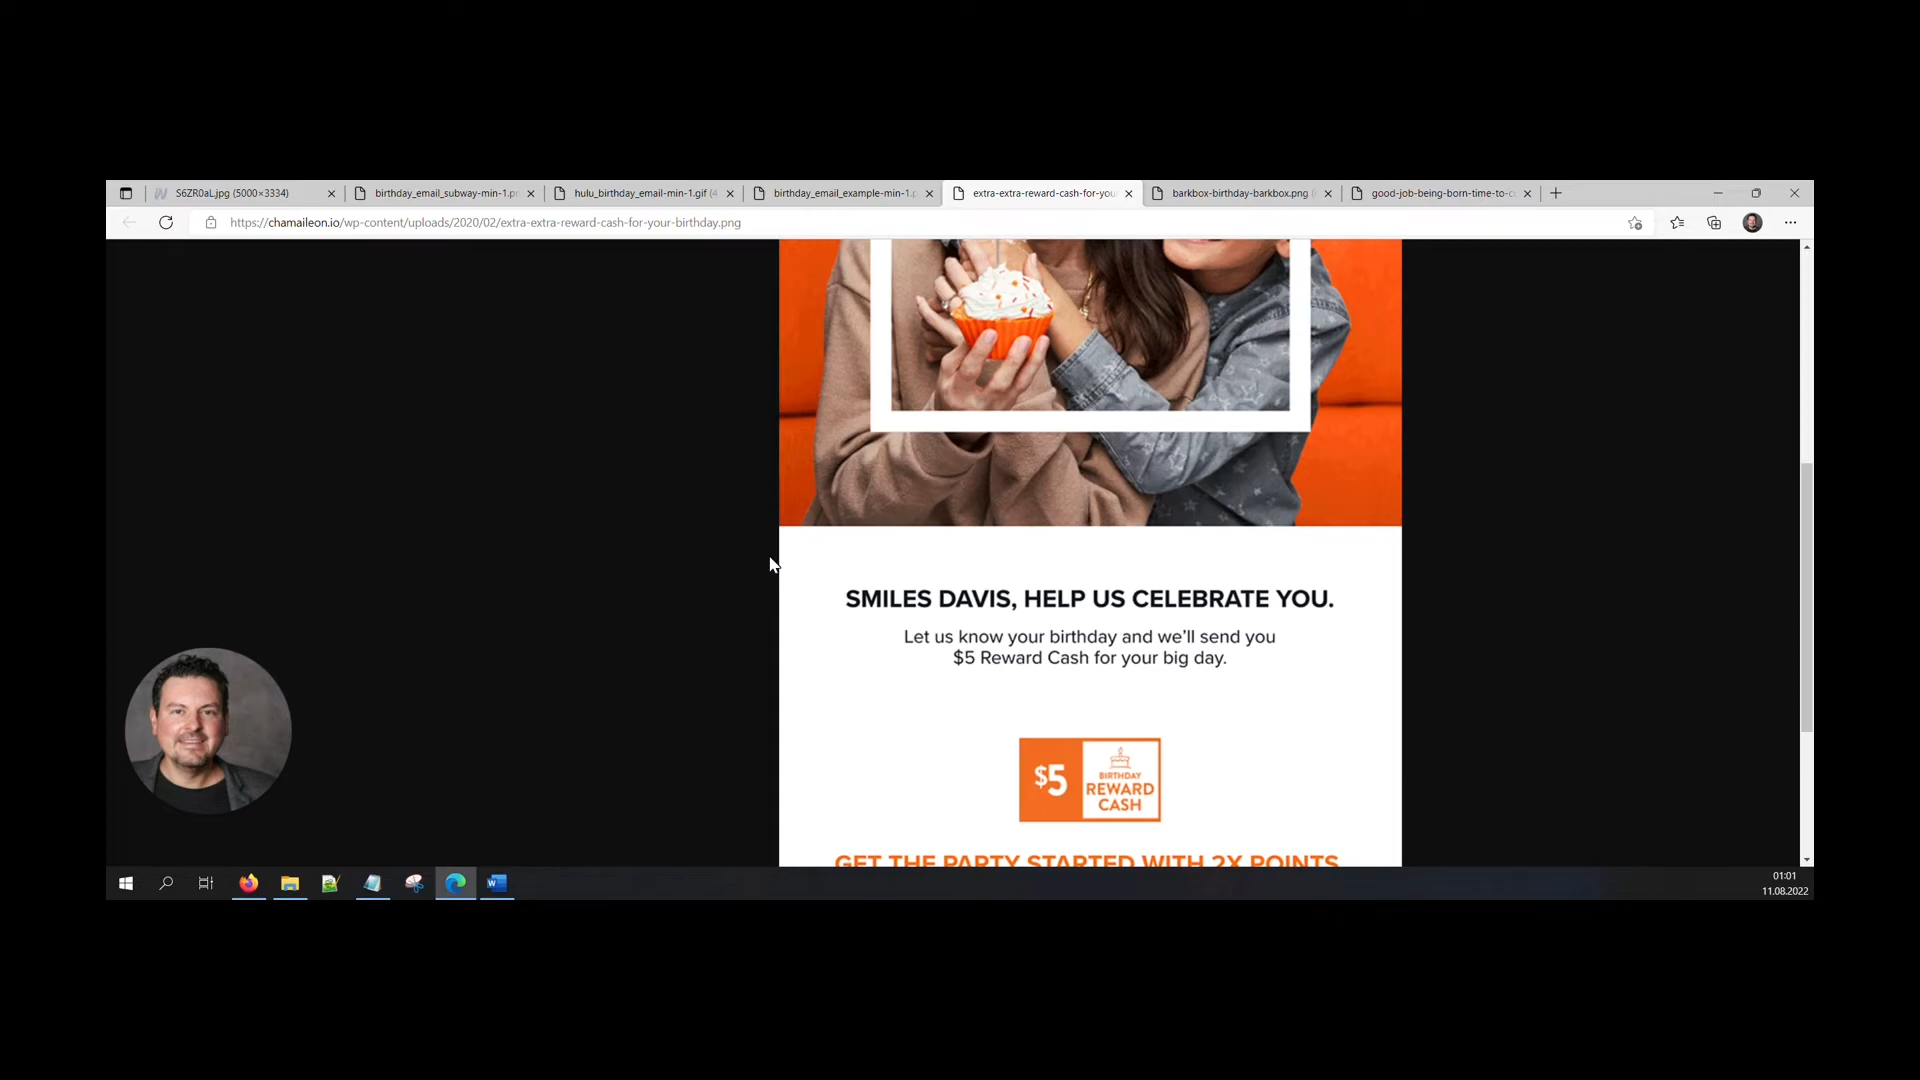 S6ZR0aL.jpg (5000×3334)
birthday_email_subway-min-1.p
hulu_birthday_email-min-1.gif (4
birthday_email_example-min-1.p
extra-extra-reward-cash-for-you
barkbox-birthday-barkbox.png (
good-job-being-born-time-to-c
https://chamaileon.io/wp-content/uploads/2020/02/extra-extra-reward-cash-for-your-birthday.png
SMILES DAVIS, HELP US CELEBRATE YOU.
Let us know your birthday and we'll send you
$5 Reward Cash for your big day.
$5
BIRTHDAY
REWARD
CASH
GET THE PARTY STARTED WITH 2X POINTS
01:01
11.08.2022